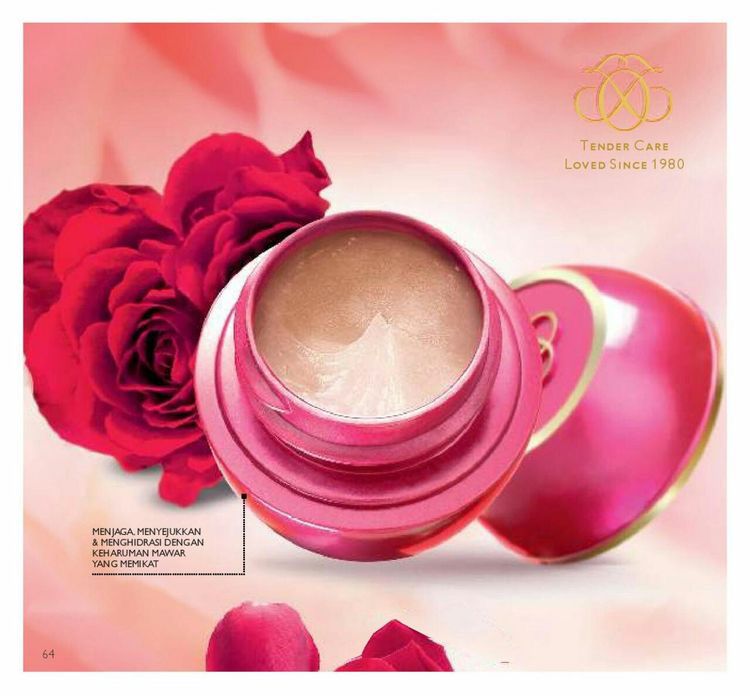 TENDER CARE
LOVED SINCE 1980
MENJAGA, MENYEJUKKAN
& MENGHIDRASI DENGAN
KEHARUMAN MAWAR
YANG MEMIKAT
64